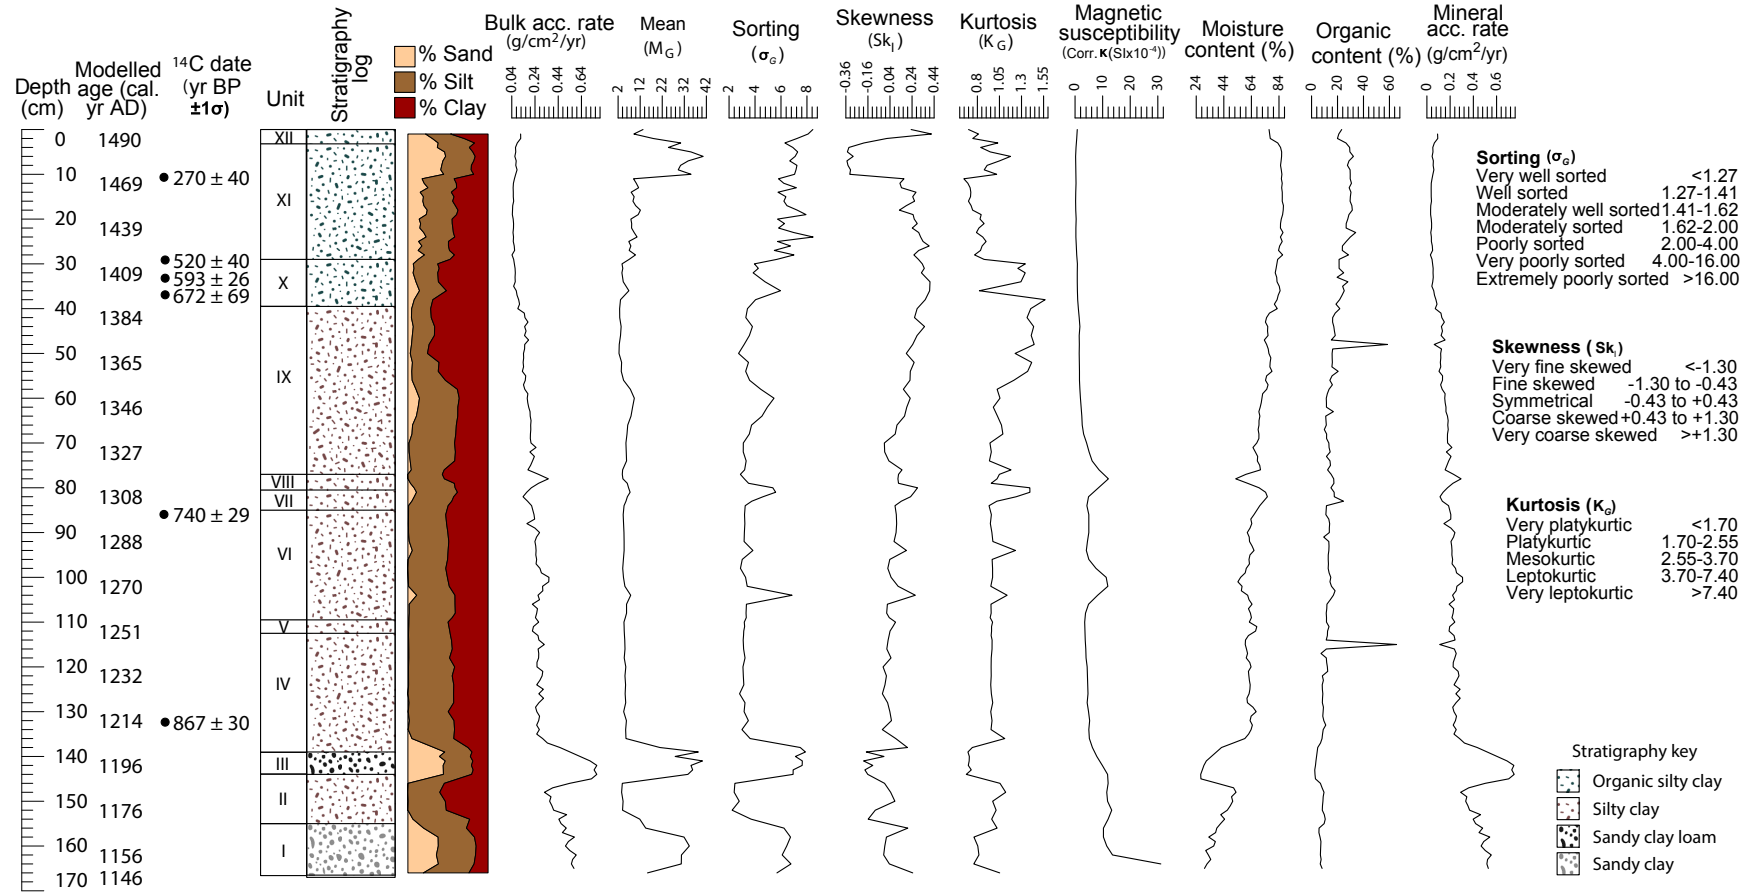 Depth (cm)
Modelled age (cal. yr AD)
14C date (yr BP ±1σ)
Unit
Stratigraphy log
% Sand
% Silt
% Clay
Bulk acc. rate (g/cm²/yr)
0.04 0.24 0.44 0.64
Mean (M_G)
2 12 22 32 42
Sorting (σ_G)
2 4 6 8
Skewness (Sk_I)
-0.36 -0.16 0.04 0.24 0.44
Kurtosis (K_G)
0.8 1.05 1.3 1.55
Magnetic susceptibility (Corr. κ(SIx10⁻⁴))
0 10 20 30
Moisture content (%)
24 44 64 84
Organic content (%)
0 20 40 60
Mineral acc. rate (g/cm²/yr)
0 0.2 0.4 0.6
0 1490
10 1469
20 1439
30 1409
40 1384
50 1365
60 1346
70 1327
80 1308
90 1288
100 1270
110 1251
120 1232
130 1214
140 1196
150 1176
160 1156
170 1146
270 ± 40
520 ± 40
593 ± 26
672 ± 69
740 ± 29
867 ± 30
XII
XI
X
IX
VIII
VII
VI
V
IV
III
II
I
Sorting (σ_G)
Very well sorted <1.27
Well sorted 1.27-1.41
Moderately well sorted 1.41-1.62
Moderately sorted 1.62-2.00
Poorly sorted 2.00-4.00
Very poorly sorted 4.00-16.00
Extremely poorly sorted >16.00
Skewness (Sk_I)
Very fine skewed <-1.30
Fine skewed -1.30 to -0.43
Symmetrical -0.43 to +0.43
Coarse skewed +0.43 to +1.30
Very coarse skewed >+1.30
Kurtosis (K_G)
Very platykurtic <1.70
Platykurtic 1.70-2.55
Mesokurtic 2.55-3.70
Leptokurtic 3.70-7.40
Very leptokurtic >7.40
Stratigraphy key
Organic silty clay
Silty clay
Sandy clay loam
Sandy clay